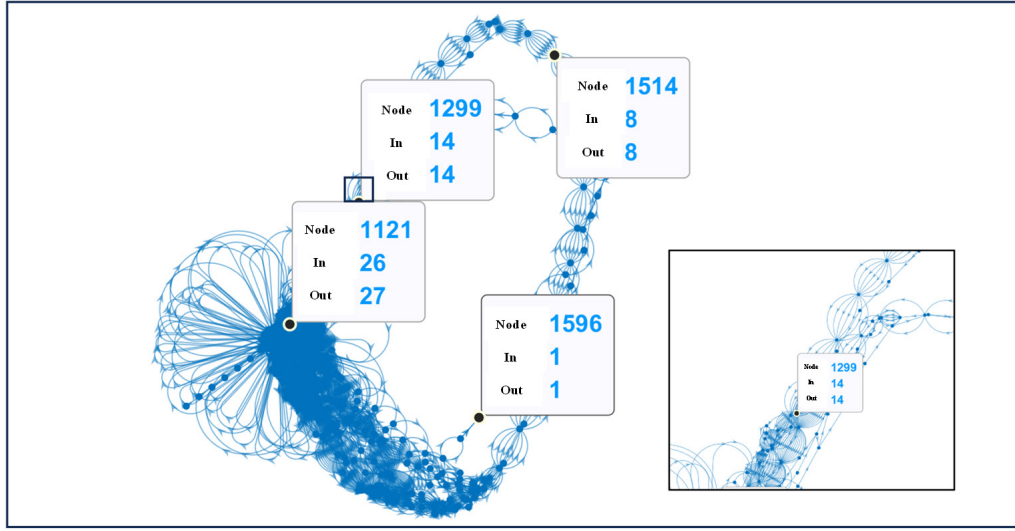 Node 1299
In 14
Out 14
Node 1514
In 8
Out 8
Node 1121
In 26
Out 27
Node 1596
In 1
Out 1
Node 1299
In 14
Out 14